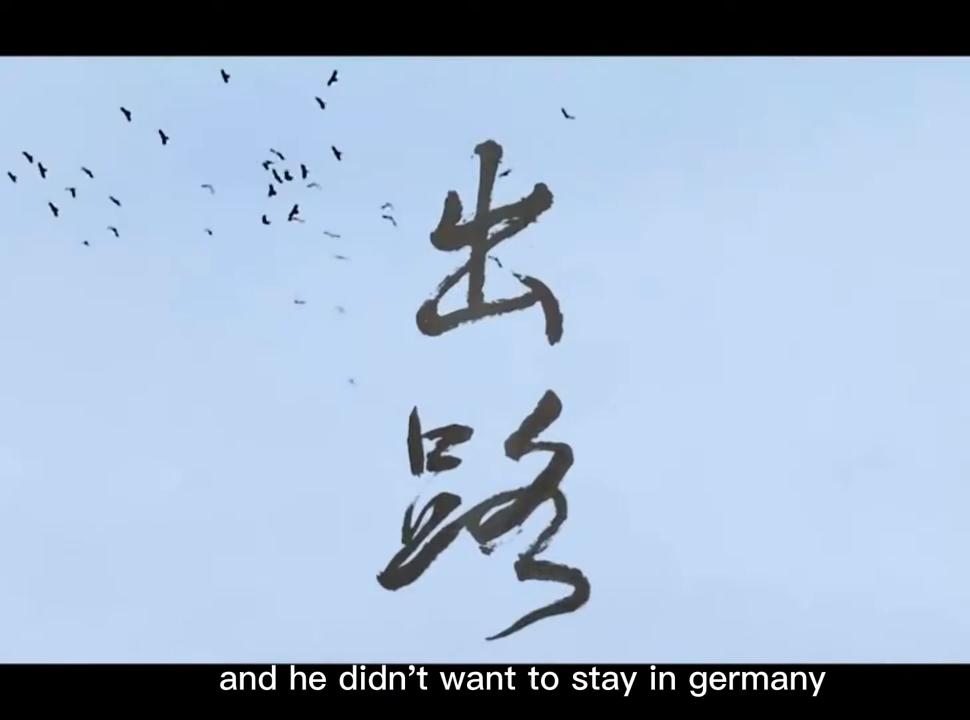 出
路
and he didn't want to stay in germany